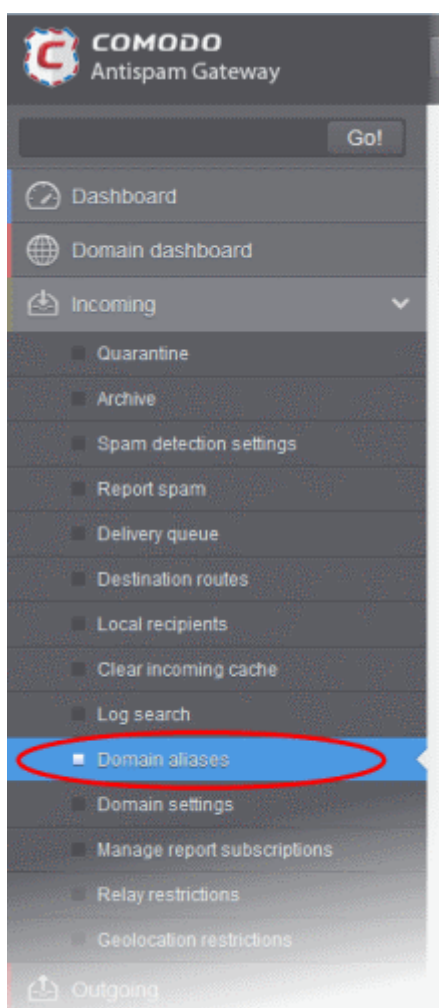 COMODO
Antispam Gateway
Go!
Dashboard
Domain dashboard
Incoming
Quarantine
Archive
Spam detection settings
Report spam
Delivery queue
Destination routes
Local recipients
Clear incoming cache
Log search
Domain aliases
Domain settings
Manage report subscriptions
Relay restrictions
Geolocation restrictions
Outgoing